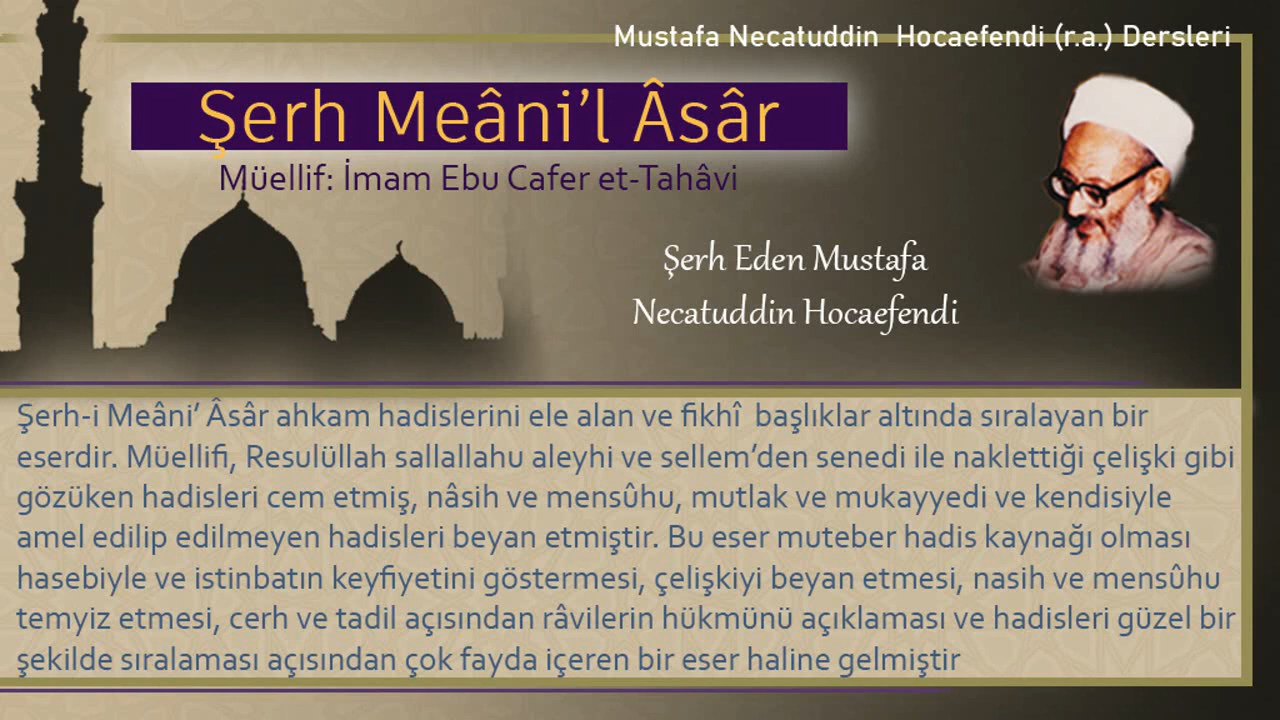 Mustafa Necatuddin Hocaefendi (r.a.) Dersleri
Şerh Meâni’l Âsâr
Müellif: İmam Ebu Cafer et-Tahâvi
Şerh Eden Mustafa
Necatuddin Hocaefendi
Şerh-i Meâni’ Âsâr ahkam hadislerini ele alan ve fikhî başlıklar altında sıralayan bir
eserdir. Müellifi, Resulüllah sallallahu aleyhi ve sellem’den senedi ile naklettiği çelişki gibi
gözüken hadisleri cem etmiş, nâsih ve mensûhu, mutlak ve mukayyedi ve kendisiyle
amel edilip edilmeyen hadisleri beyan etmiştir. Bu eser muteber hadis kaynağı olması
hasebiyle ve istinbatın keyfiyetini göstermesi, çelişkiyi beyan etmesi, nasih ve mensûhu
temyiz etmesi, cerh ve tadil açısından râvilerin hükmünü açıklaması ve hadisleri güzel bir
şekilde sıralaması açısından çok fayda içeren bir eser haline gelmiştir